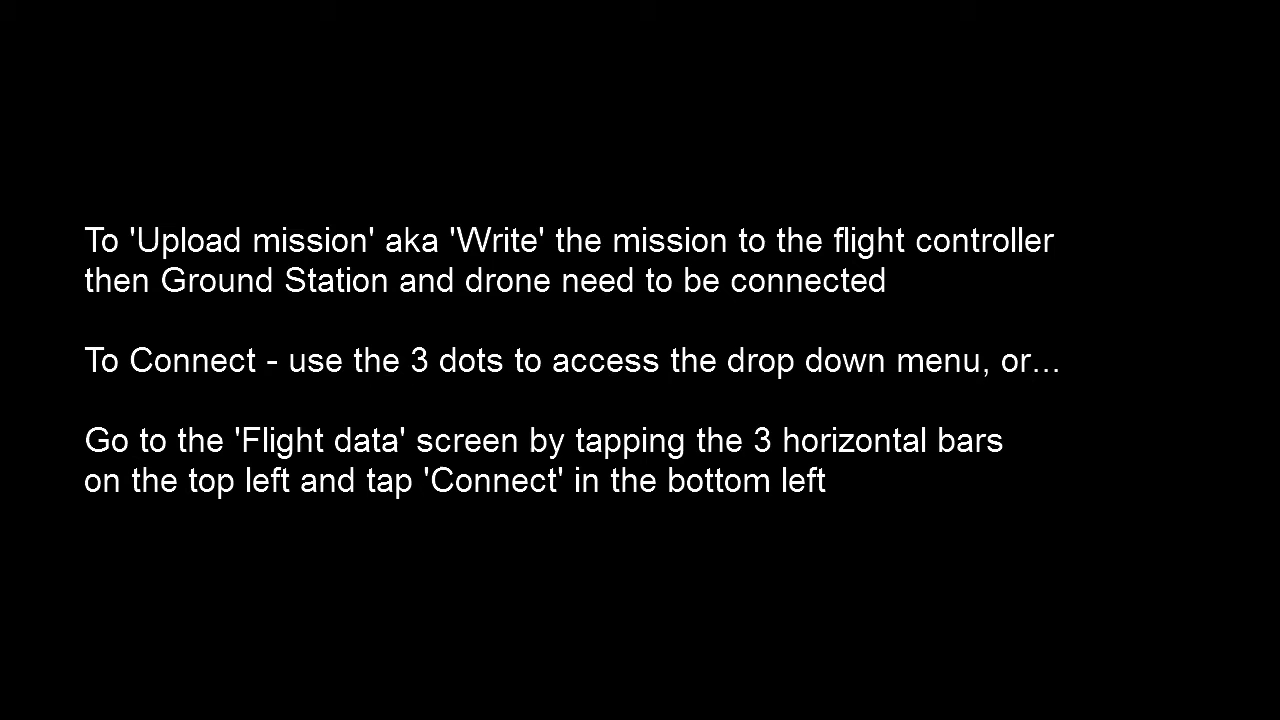 To 'Upload mission' aka 'Write' the mission to the flight controller
then Ground Station and drone need to be connected
To Connect - use the 3 dots to access the drop down menu, or...
Go to the 'Flight data' screen by tapping the 3 horizontal bars
on the top left and tap 'Connect' in the bottom left